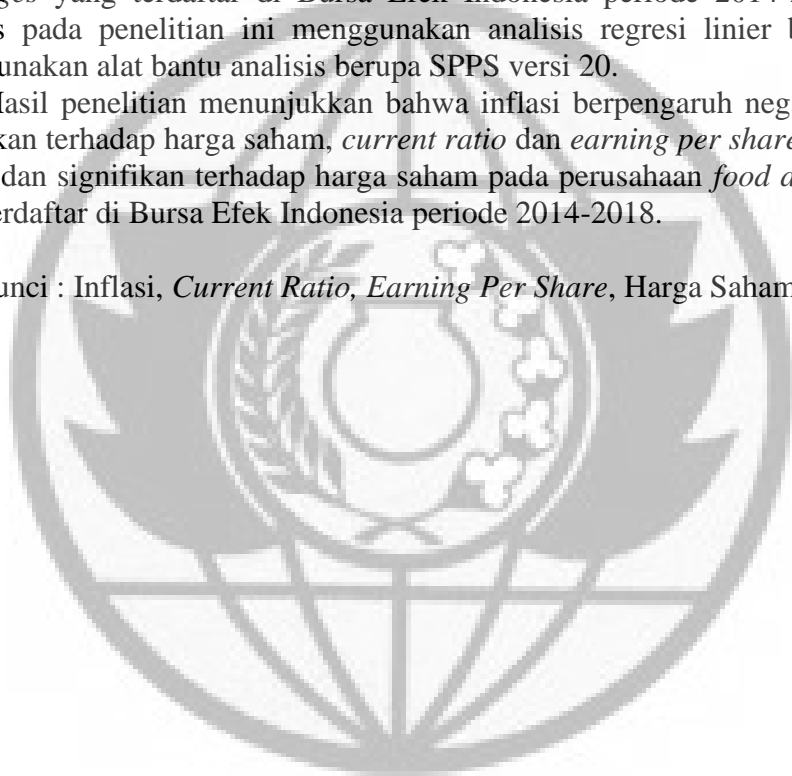 ges yang terdaftar di Bursa Efek Indonesia periode 2014-
s pada penelitian ini menggunakan analisis regresi linier b
unakan alat bantu analisis berupa SPPS versi 20.
Hasil penelitian menunjukkan bahwa inflasi berpengaruh neg
kan terhadap harga saham, current ratio dan earning per share
dan signifikan terhadap harga saham pada perusahaan food a
erdaftar di Bursa Efek Indonesia periode 2014-2018.
unci : Inflasi, Current Ratio, Earning Per Share, Harga Saham